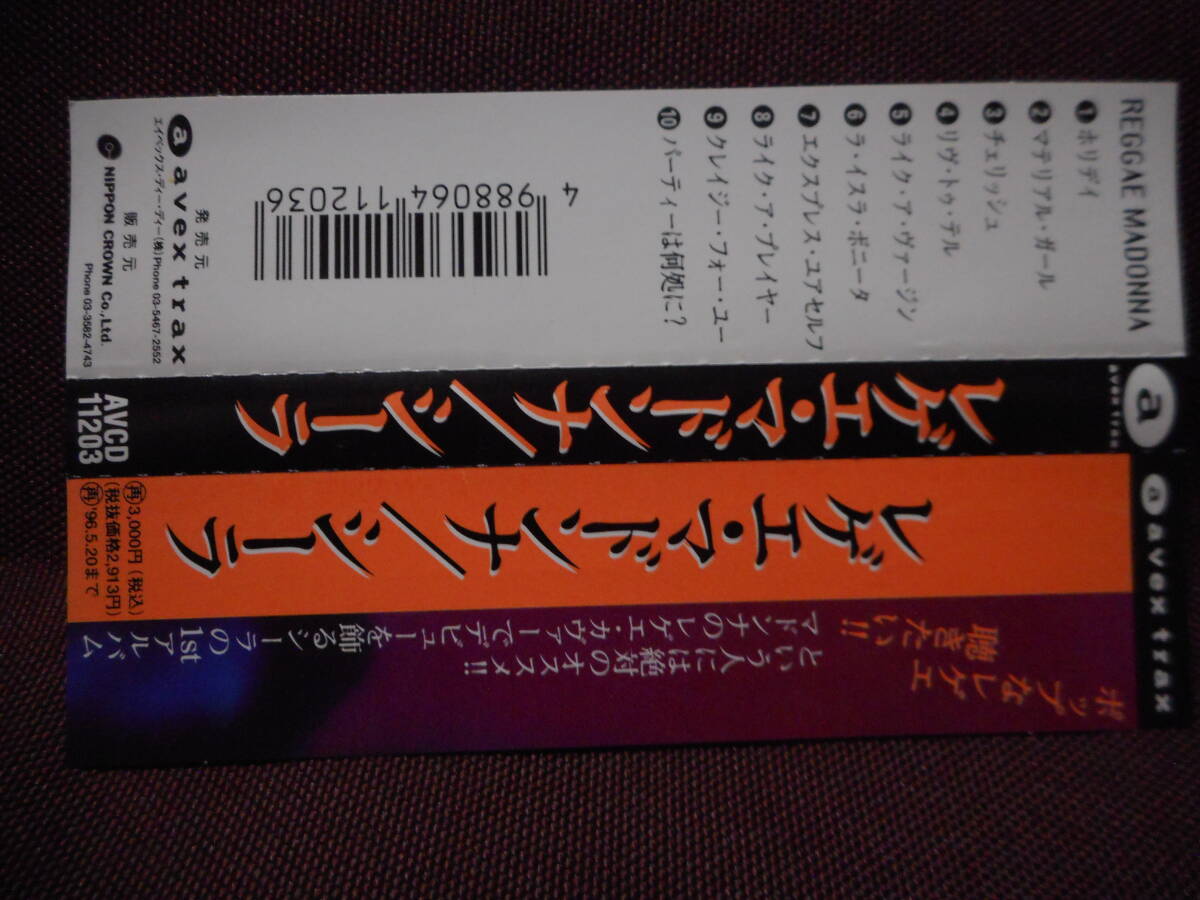 REGGAE MADONNA
❶ホリデイ
❷マテリアル・ガール
❸チェリッシュ
❹リヴ・トゥ・テル
❺ライク・ア・ヴァージン
❻ラ・イスラ・ボニータ
❼エクスプレス・ユアセルフ
❽ライク・ア・プレイヤー
❾クレイジー・フォー・ユー
❿パーティーは何処に?
4 988064 112036
発売元
a avex trax
エイベックス・ディー・ディー(株)Phone 03-5467-2552
販売元
NIPPON CROWN Co., Ltd.
Phone 03-3582-4743
a
avex trax
レゲエ・マドンナ/シーラ
AVCD
11203
a avex trax
レゲエ・マドンナ/シーラ
再3,000円(税込)
(税抜価格2,913円)
再'96.5.20まで
ポップなレゲエ
聴きたい!!
という人には絶対のオススメ!!
マドンナのレゲエ・カヴァーでデビューを飾るシーラの1stアルバム